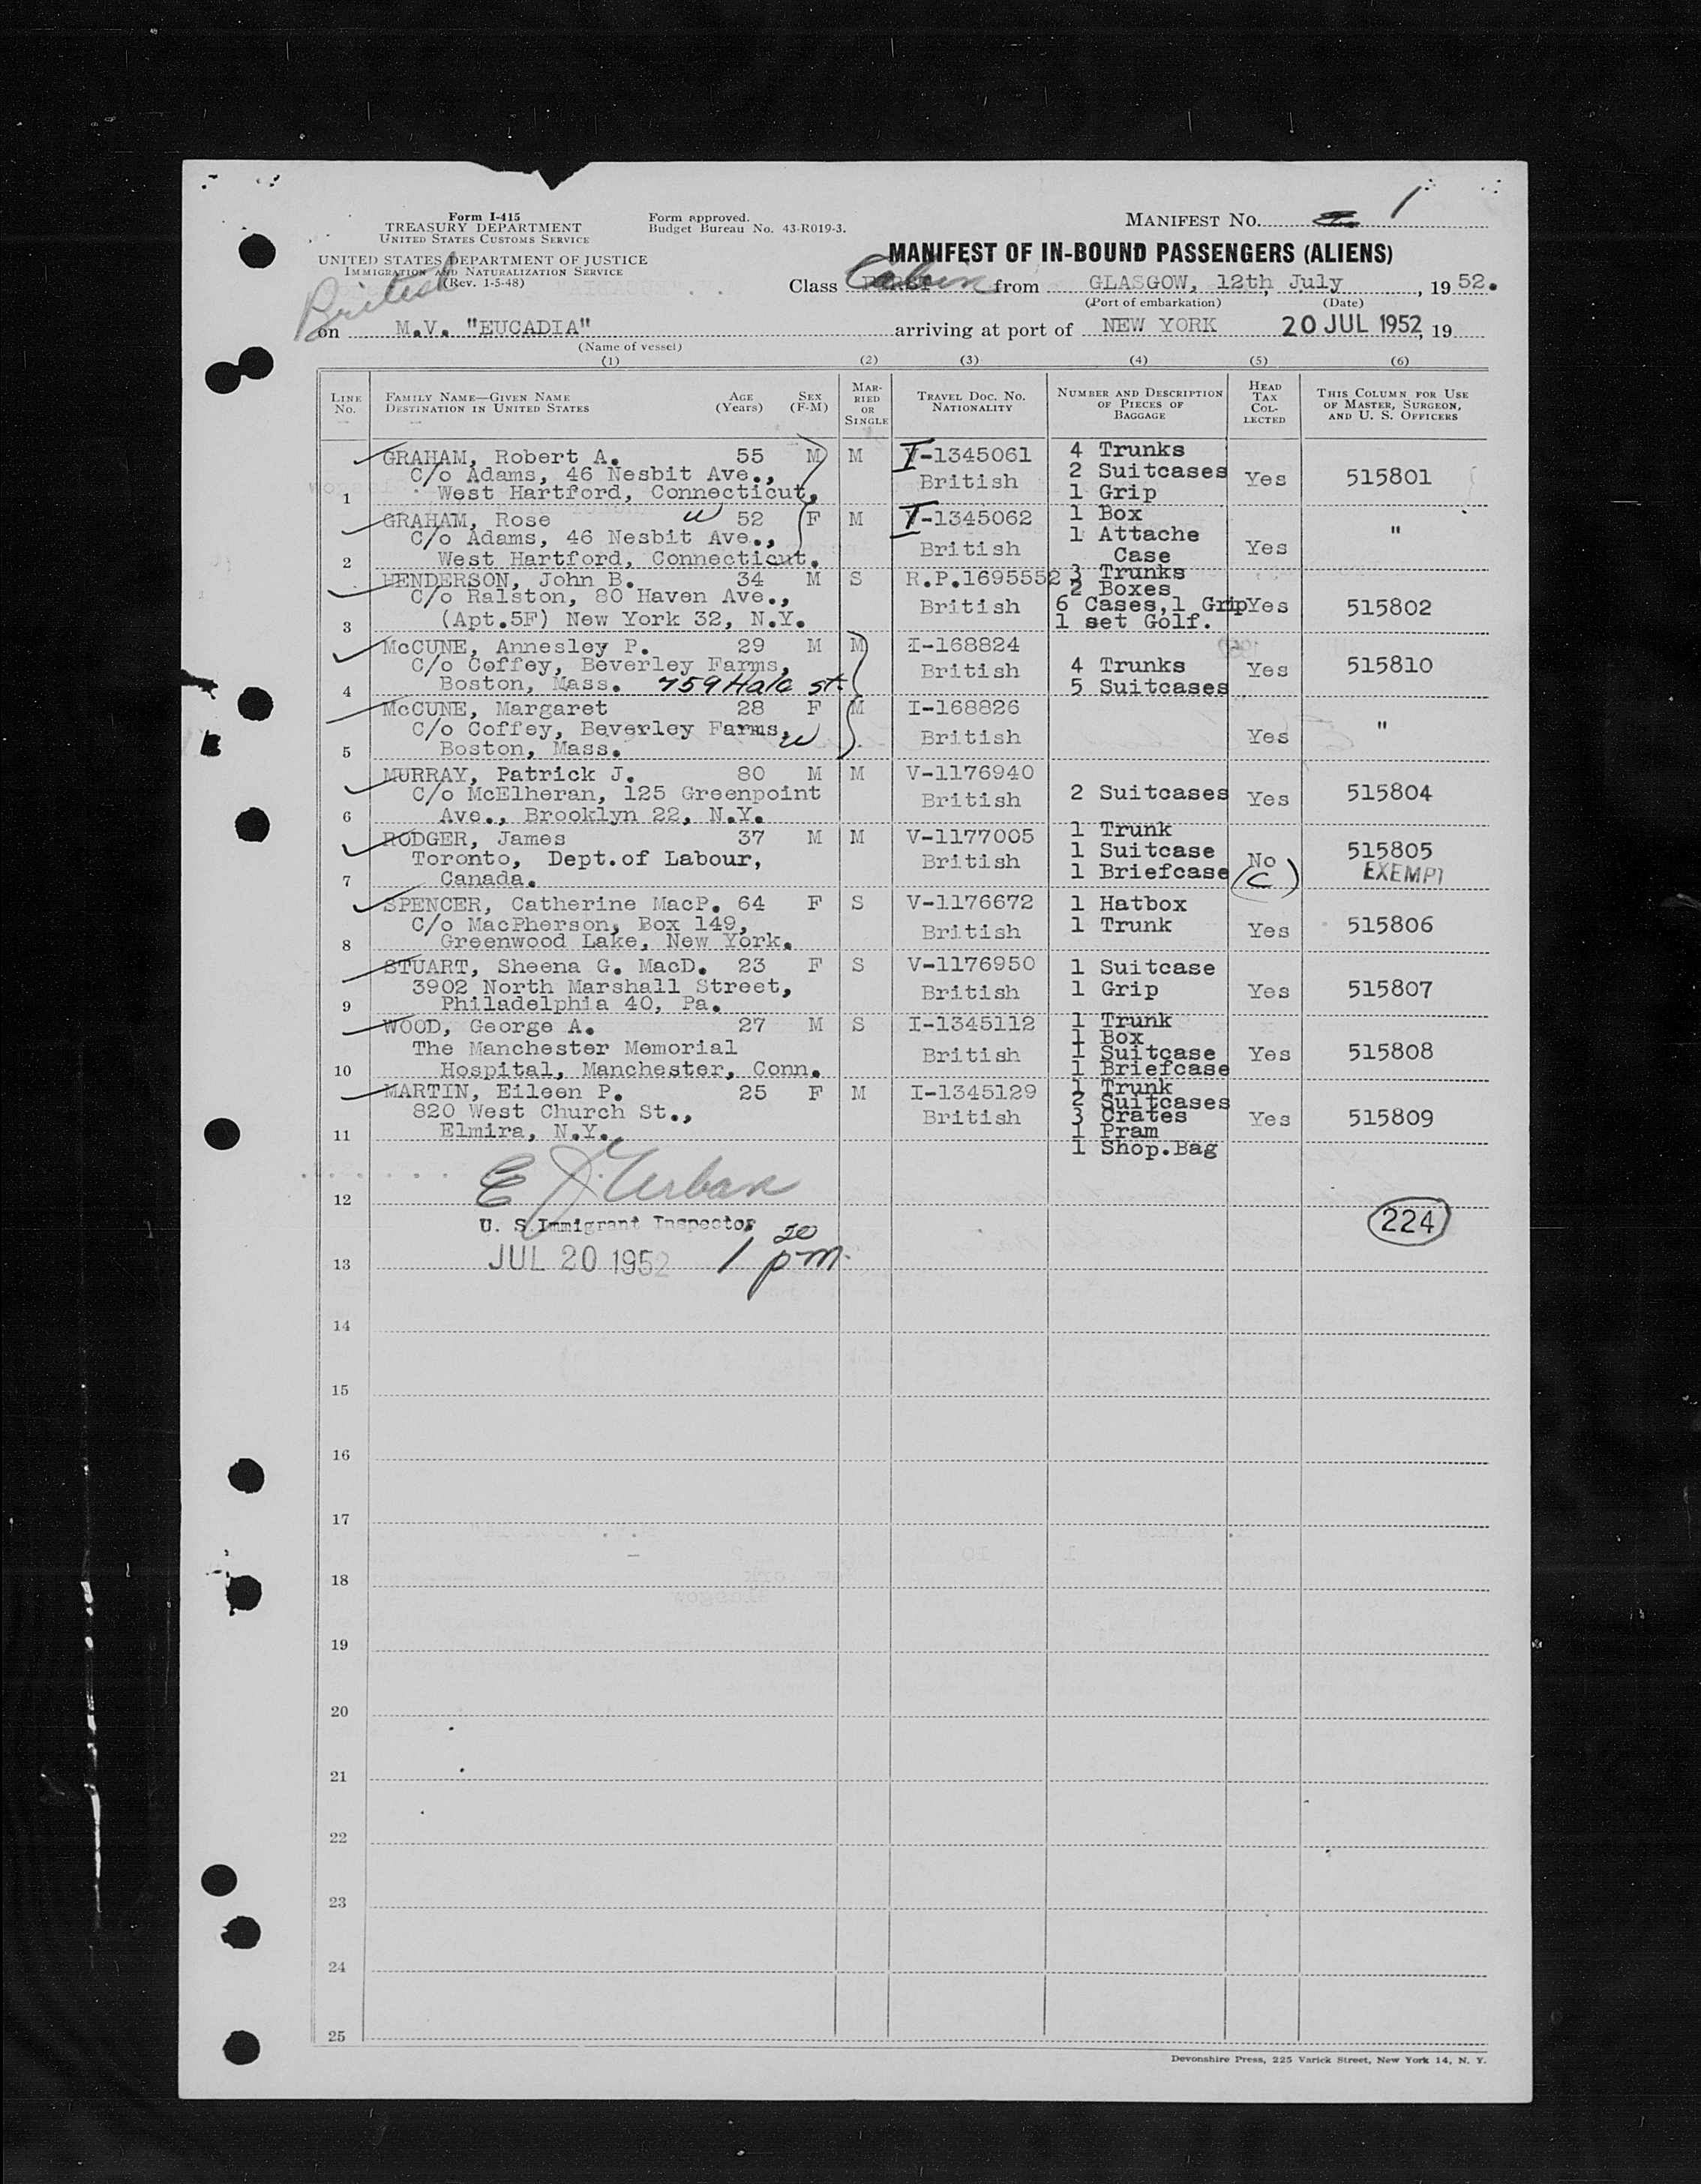 Form I-415
TREASURY DEPARTMENT
UNITED STATES CUSTOMS SERVICE
Form approved.
Budget Bureau No. 43-R019-3.
MANIFEST NO. 1
UNITED STATES DEPARTMENT OF JUSTICE
IMMIGRATION AND NATURALIZATION SERVICE
(Rev. 1-5-48)
British
MANIFEST OF IN-BOUND PASSENGERS (ALIENS)
Class Cabin from GLASGOW, 12th, July, 19 52.
(Port of embarkation) (Date)
on M.V. "EUCADIA" arriving at port of NEW YORK 20 JUL 1952, 19
(Name of vessel)
(1) (2) (3) (4) (5) (6)
LINE NO. FAMILY NAME—GIVEN NAME DESTINATION IN UNITED STATES AGE (Years) SEX (F-M) MARRIED OR SINGLE TRAVEL DOC. NO. NATIONALITY NUMBER AND DESCRIPTION OF PIECES OF BAGGAGE HEAD TAX COLLECTED THIS COLUMN FOR USE OF MASTER, SURGEON, AND U. S. OFFICERS
GRAHAM, Robert A. 55 M M I-1345061 4 Trunks
C/o Adams, 46 Nesbit Ave., British 2 Suitcases Yes 515801
1 West Hartford, Connecticut, 1 Grip
GRAHAM, Rose w 52 F M I-1345062 1 Box "
C/o Adams, 46 Nesbit Ave., British 1 Attache Yes
2 West Hartford, Connecticut. Case
HENDERSON, John B. 34 M S R.P.1695552 3 Trunks
C/o Ralston, 80 Haven Ave., British 2 Boxes
6 Cases, 1 Grip Yes 515802
3 (Apt.5F) New York 32, N.Y. 1 set Golf.
McCUNE, Annesley P. 29 M M I-168824
C/o Coffey, Beverley Farms, British 4 Trunks Yes 515810
4 Boston, Mass. 759 Hale st. 5 Suitcases
McCUNE, Margaret 28 F M I-168826
C/o Coffey, Beverley Farms, w British Yes "
5 Boston, Mass.
MURRAY, Patrick J. 80 M M V-1176940
C/o McElheran, 125 Greenpoint British 2 Suitcases Yes 515804
6 Ave., Brooklyn 22, N.Y.
RODGER, James 37 M M V-1177005 1 Trunk
Toronto, Dept.of Labour, British 1 Suitcase No 515805
7 Canada. 1 Briefcase (C) EXEMPT
SPENCER, Catherine MacP. 64 F S V-1176672 1 Hatbox
C/o MacPherson, Box 149, British 1 Trunk Yes 515806
8 Greenwood Lake, New York.
STUART, Sheena G. MacD. 23 F S V-1176950 1 Suitcase
3902 North Marshall Street, British 1 Grip Yes 515807
9 Philadelphia 40, Pa.
WOOD, George A. 27 M S I-1345112 1 Trunk
1 Box
The Manchester Memorial British 1 Suitcase Yes 515808
10 Hospital, Manchester, Conn. 1 Briefcase
MARTIN, Eileen P. 25 F M I-1345129 1 Trunk
2 Suitcases
820 West Church St., British 3 Crates Yes 515809
11 Elmira, N.Y. 1 Pram
1 Shop.Bag
E J. Urban
12
U. S. Immigrant Inspector
224
13 JUL 20 1952 1 20 pm.
14
15
16
17
18
19
20
21
22
23
24
25
Devonshire Press, 225 Varick Street, New York 14, N. Y.